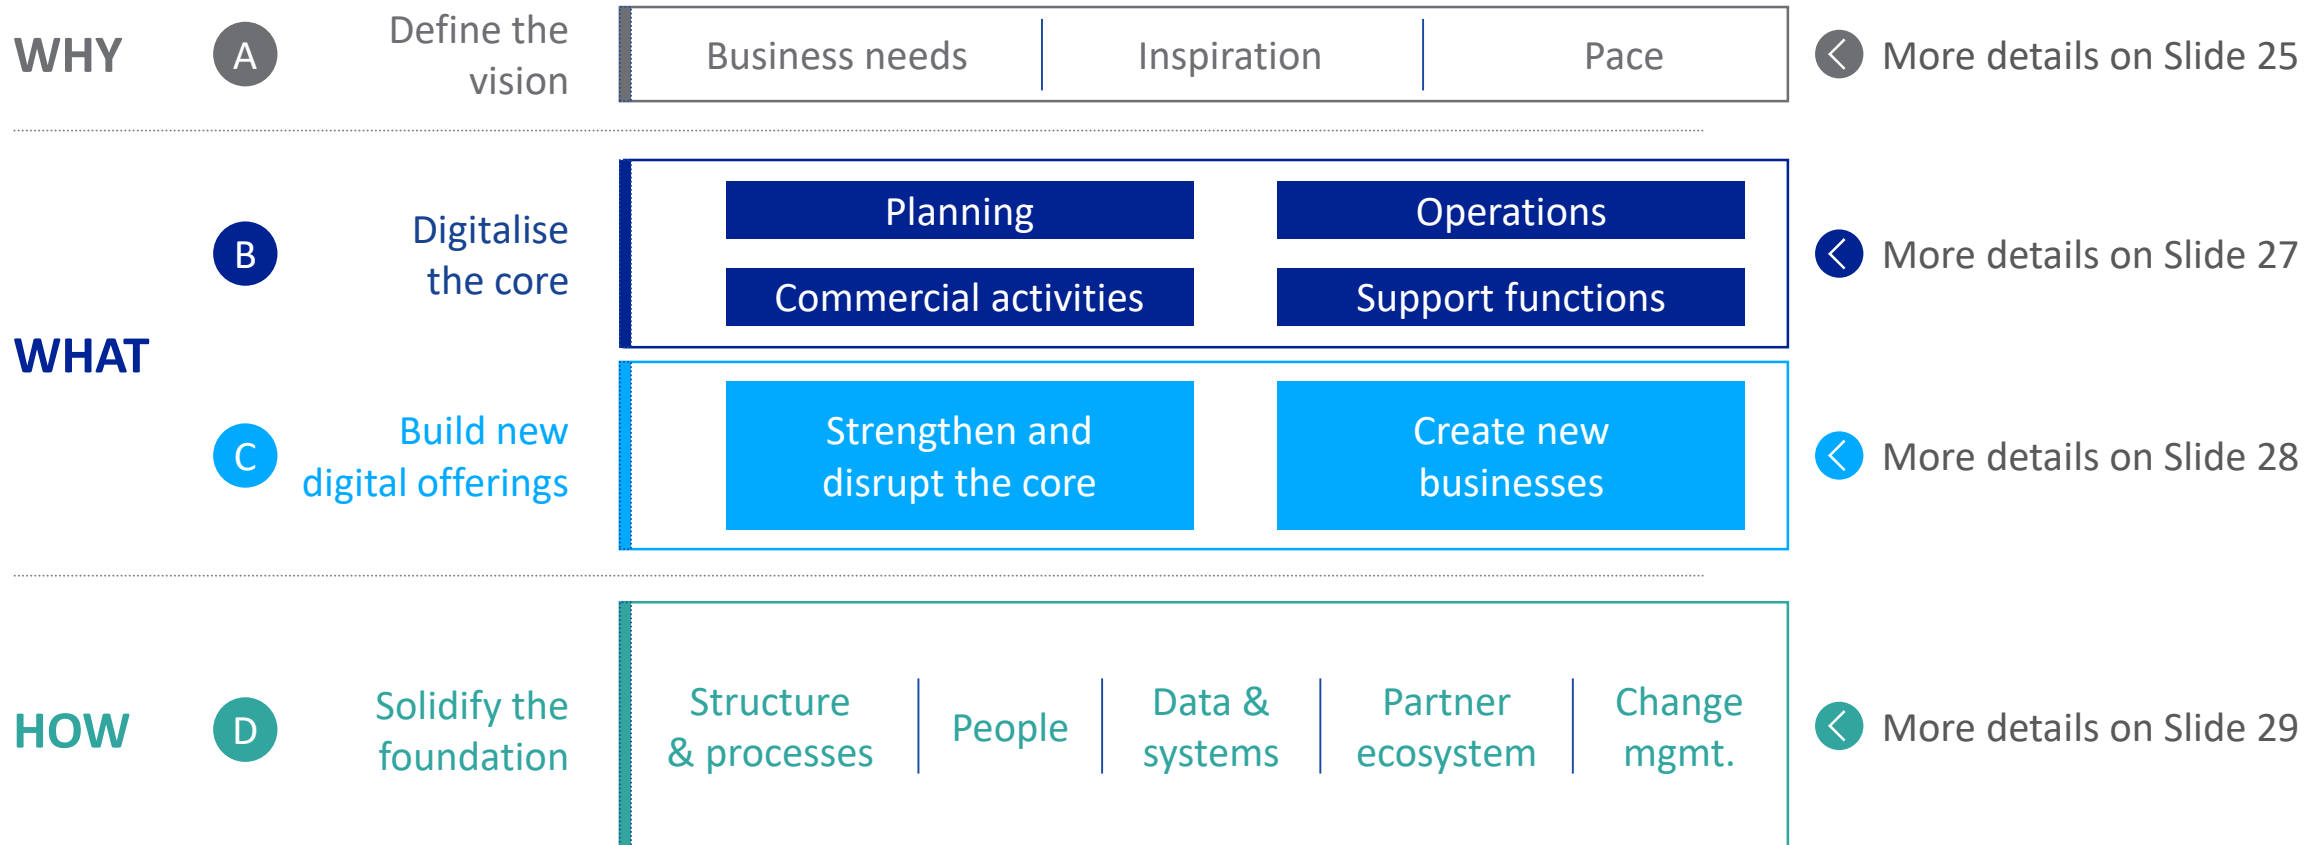 WHY
A
Define the
vision
Business needs
Inspiration
Pace
More details on Slide 25
WHAT
B
Digitalise
the core
Planning
Operations
Commercial activities
Support functions
More details on Slide 27
C
Build new
digital offerings
Strengthen and
disrupt the core
Create new
businesses
More details on Slide 28
HOW
D
Solidify the
foundation
Structure
& processes
People
Data &
systems
Partner
ecosystem
Change
mgmt.
More details on Slide 29